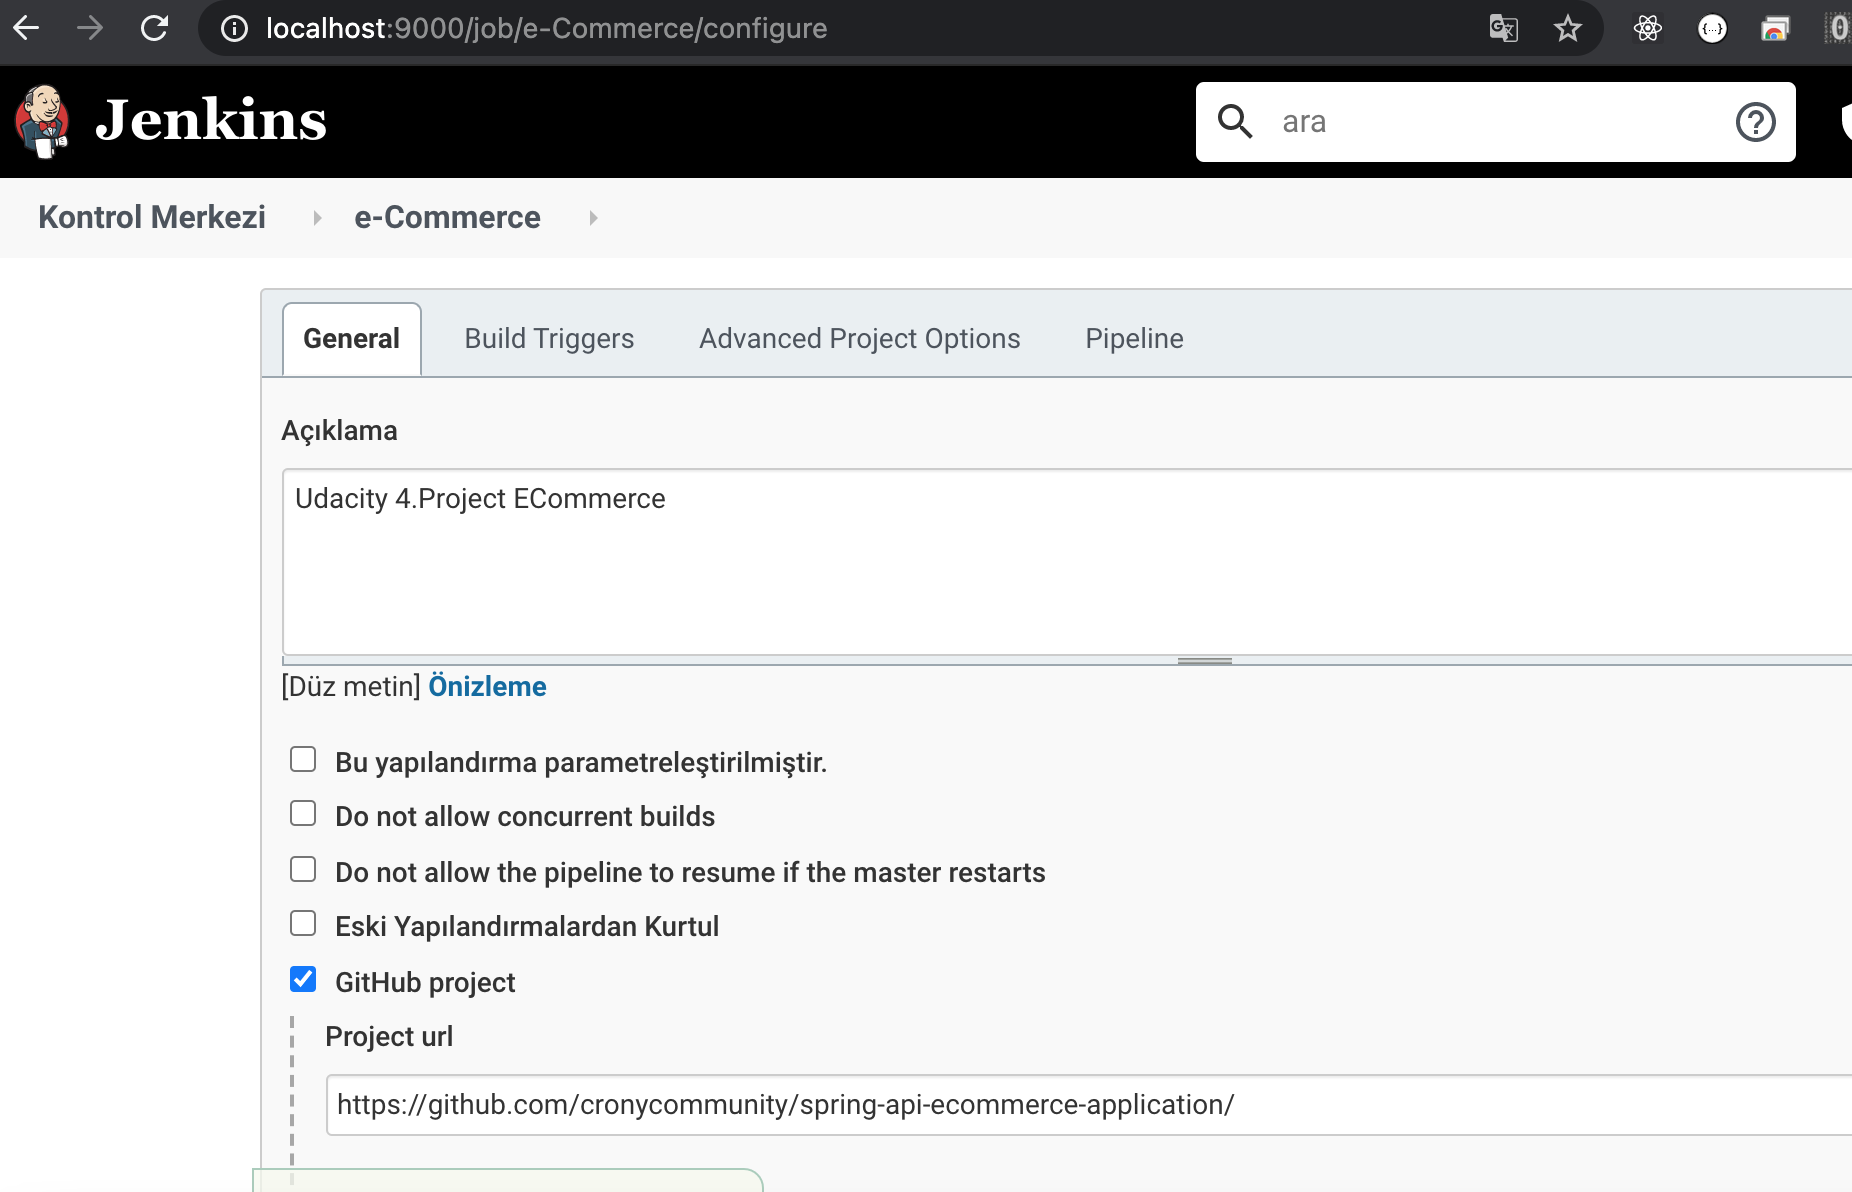 localhost:9000/job/e-Commerce/configure
Jenkins
ara
Kontrol Merkezi
e-Commerce
General
Build Triggers
Advanced Project Options
Pipeline
Açıklama
Udacity 4.Project ECommerce
[Düz metin] Önizleme
Bu yapılandırma parametreleştirilmiştir.
Do not allow concurrent builds
Do not allow the pipeline to resume if the master restarts
Eski Yapılandırmalardan Kurtul
GitHub project
Project url
https://github.com/cronycommunity/spring-api-ecommerce-application/